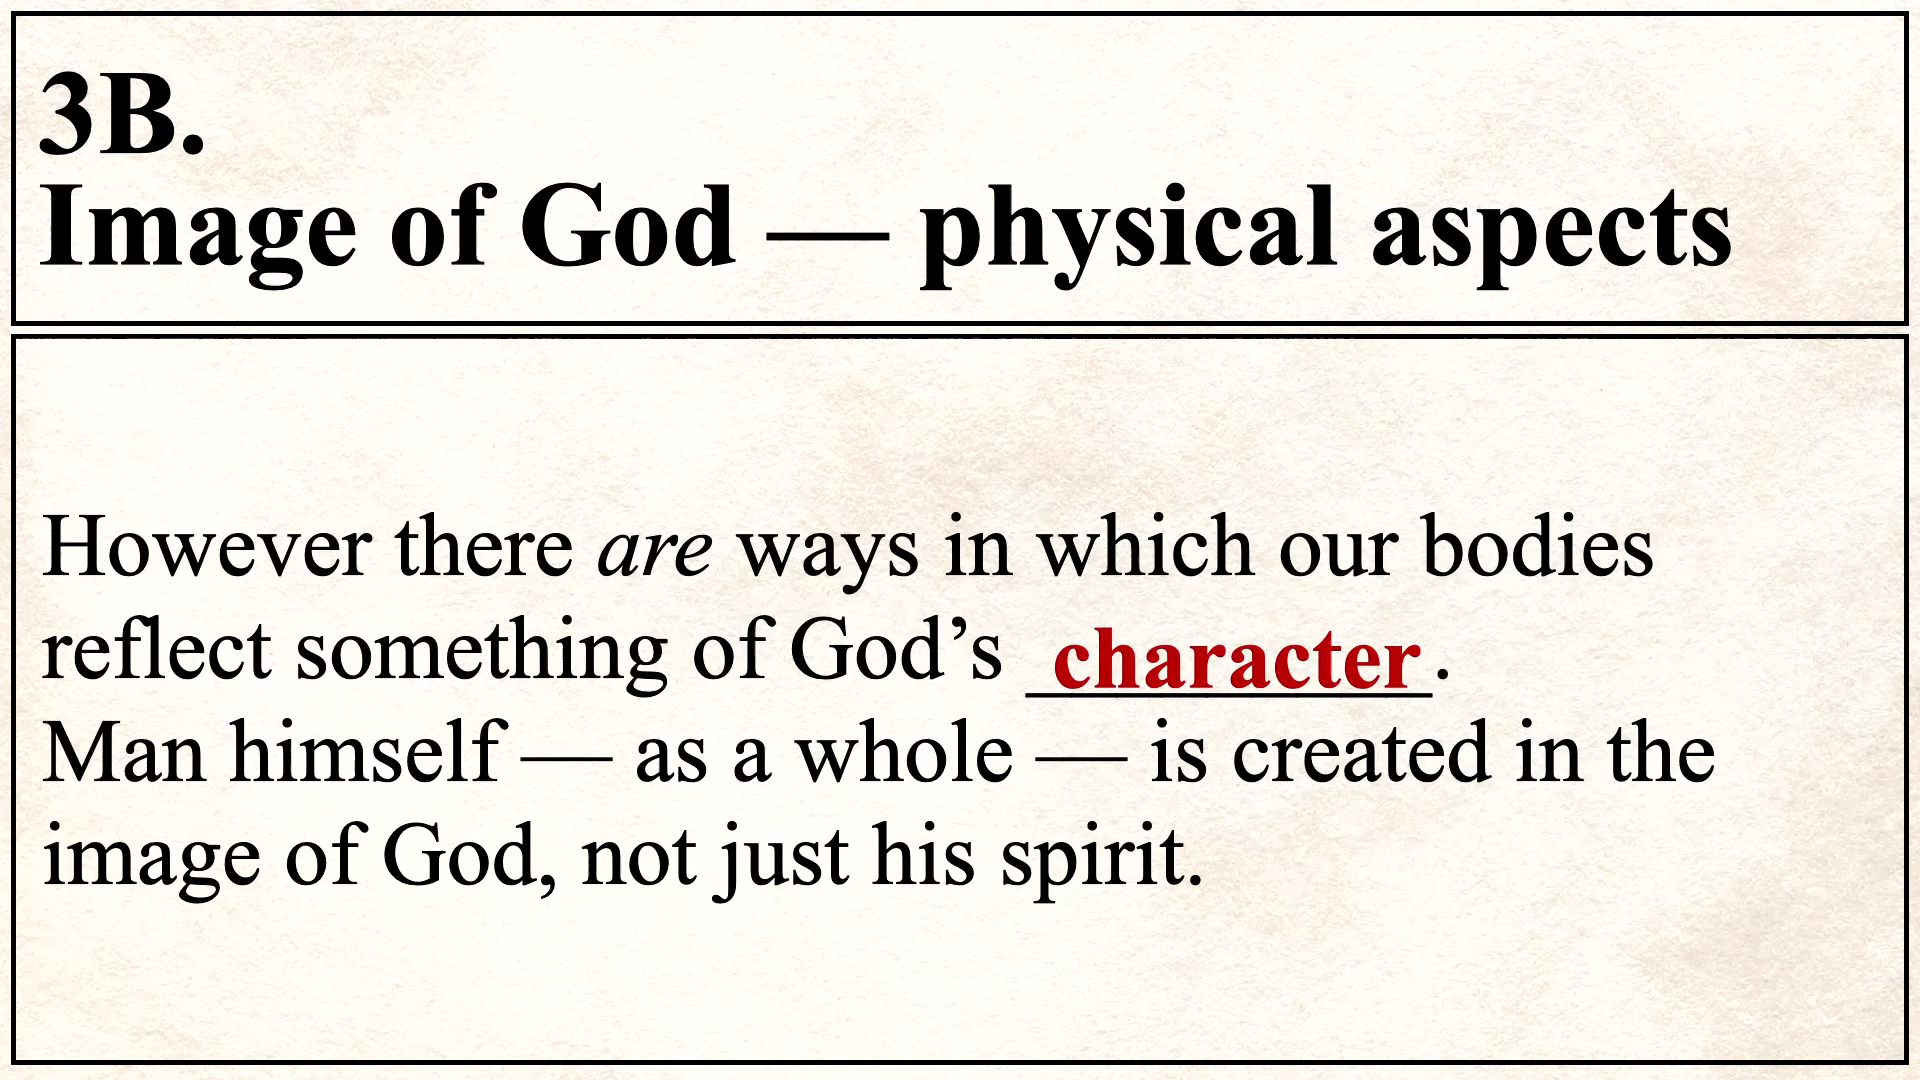 3B.
Image of God — physical aspects
However there are ways in which our bodies
reflect something of God’s character.
Man himself — as a whole — is created in the
image of God, not just his spirit.